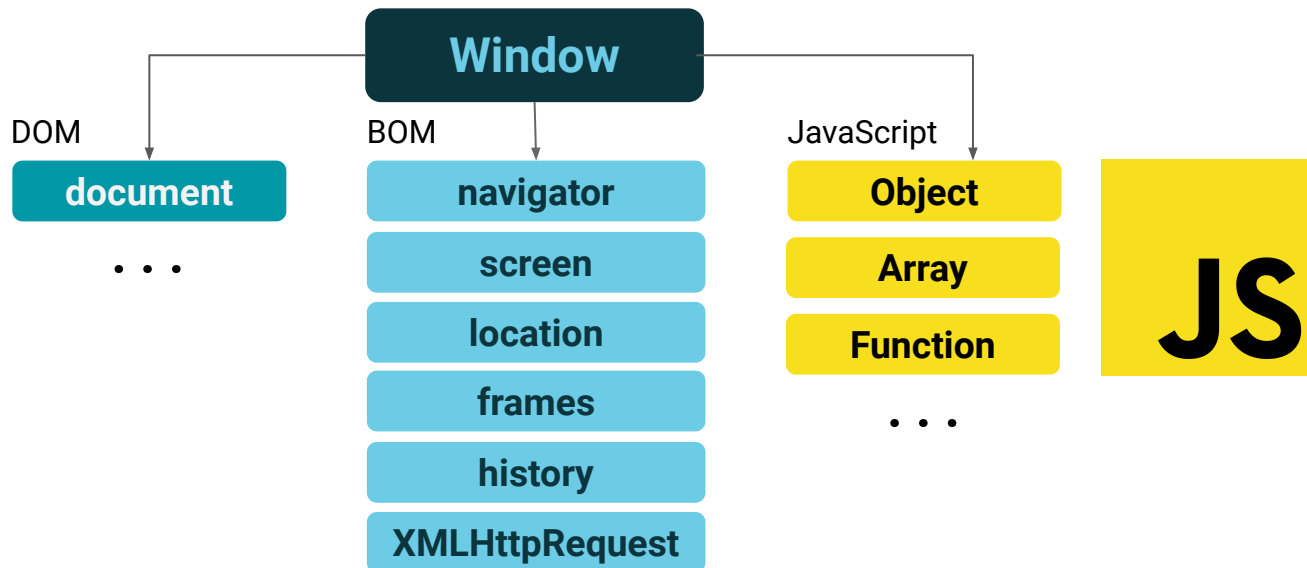 Window
DOM
BOM
JavaScript
document
navigator
Object
. . .
screen
Array
JS
location
Function
frames
. . .
history
XMLHttpRequest